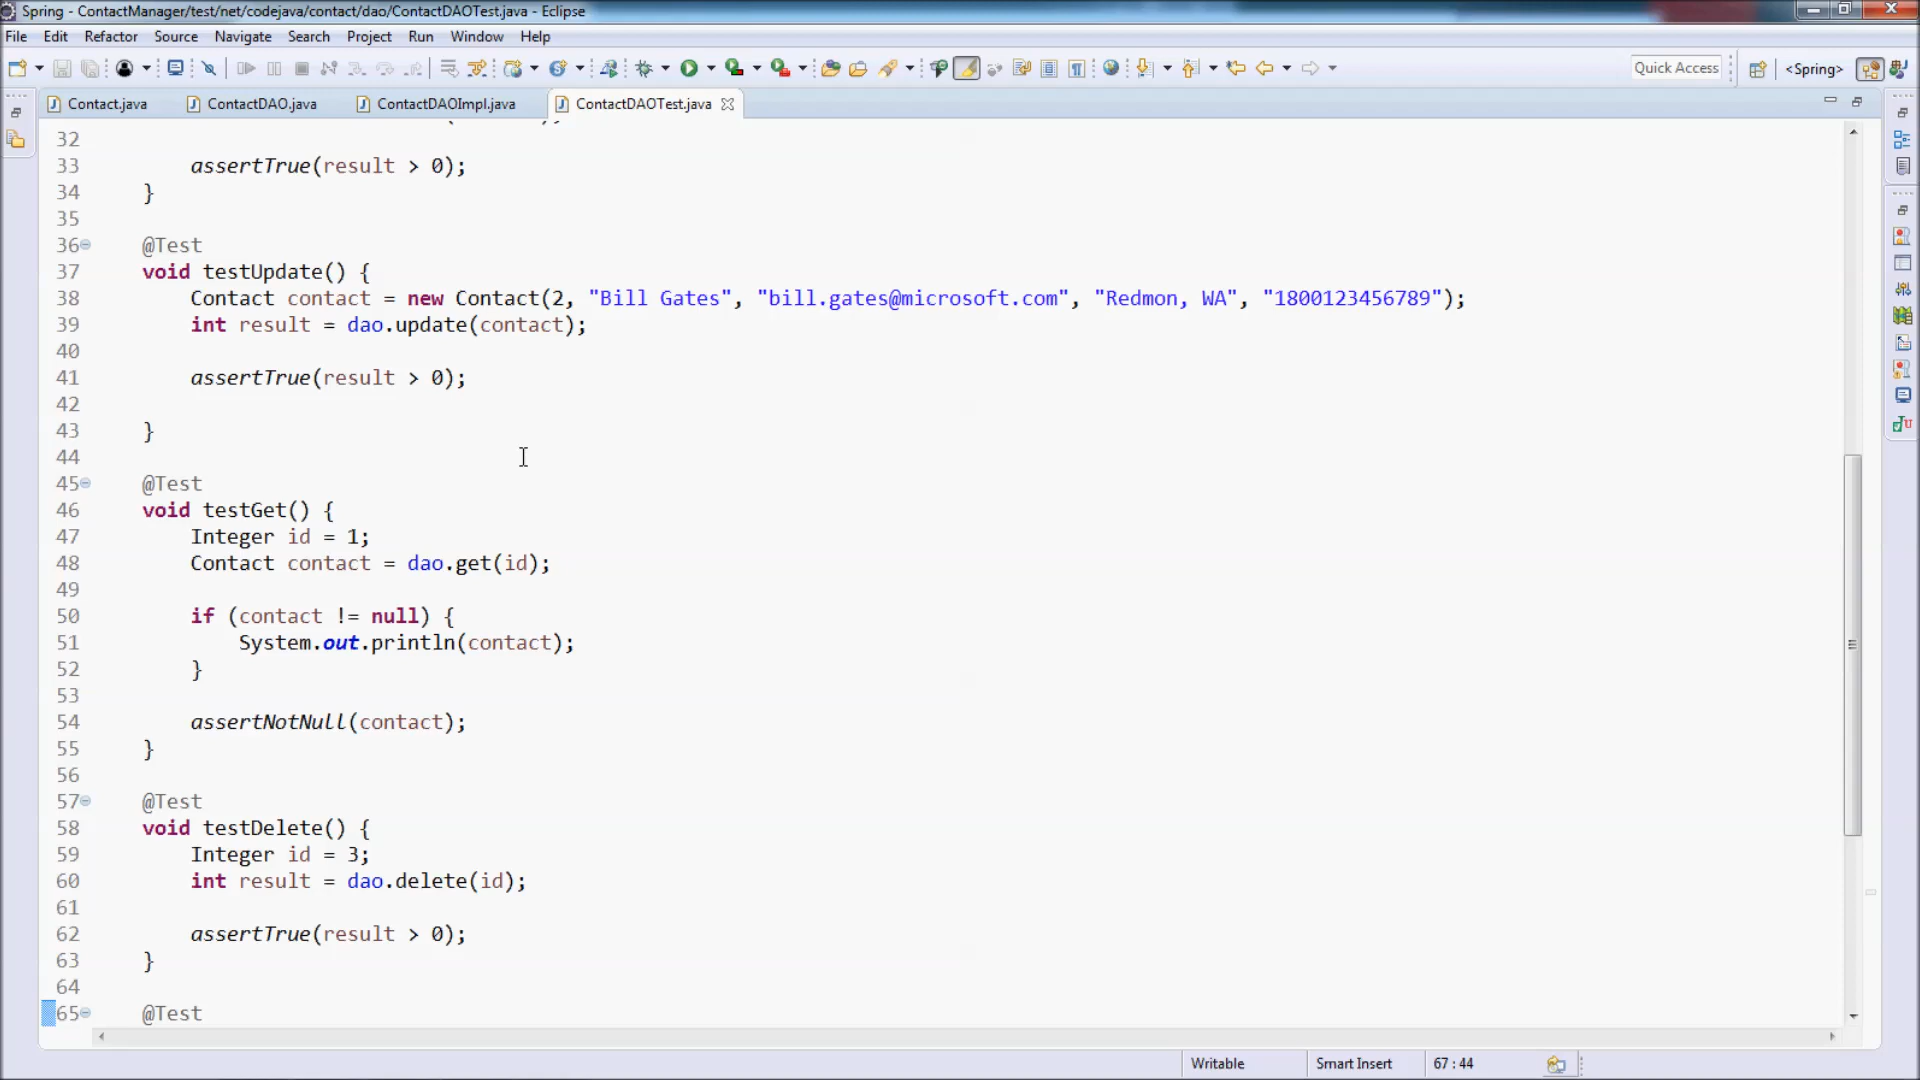 Spring - ContactManager/test/net/codejava/contact/dao/ContactDAOTest.java - Eclipse
File Edit Refactor Source Navigate Search Project Run Window Help
Quick Access <Spring>
Contact.java ContactDAO.java ContactDAOImpl.java ContactDAOTest.java
32
33 assertTrue(result > 0);
34 }
35
36 @Test
37 void testUpdate() {
38 Contact contact = new Contact(2, "Bill Gates", "bill.gates@microsoft.com", "Redmon, WA", "1800123456789");
39 int result = dao.update(contact);
40
41 assertTrue(result > 0);
42
43 }
44
45 @Test
46 void testGet() {
47 Integer id = 1;
48 Contact contact = dao.get(id);
49
50 if (contact != null) {
51 System.out.println(contact);
52 }
53
54 assertNotNull(contact);
55 }
56
57 @Test
58 void testDelete() {
59 Integer id = 3;
60 int result = dao.delete(id);
61
62 assertTrue(result > 0);
63 }
64
65 @Test
Writable Smart Insert 67 : 44